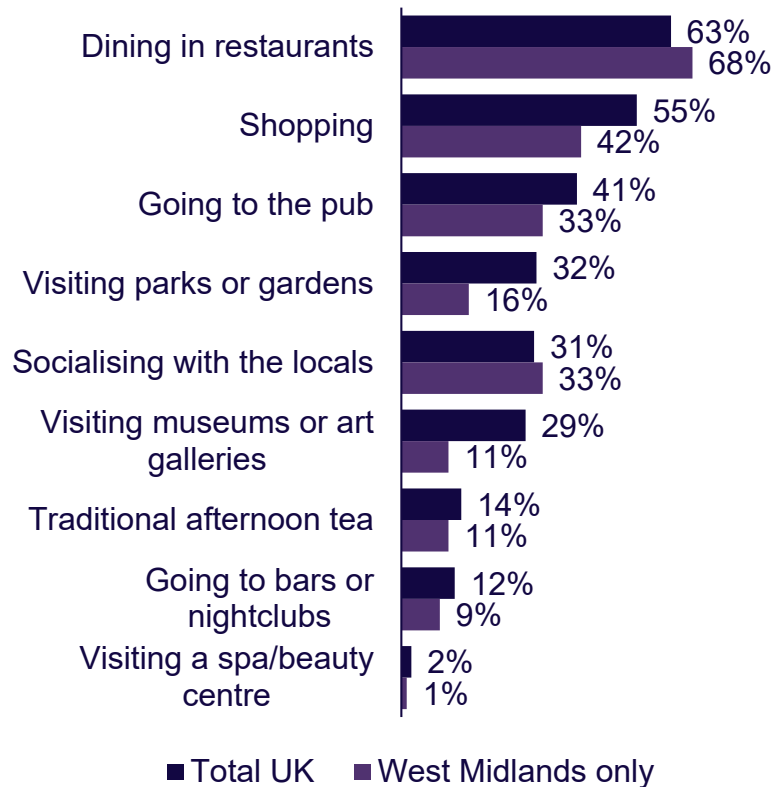 Dining in restaurants
63%
68%
Shopping
55%
42%
Going to the pub
41%
33%
Visiting parks or gardens
32%
16%
Socialising with the locals
31%
33%
Visiting museums or art
galleries
29%
11%
Traditional afternoon tea
14%
11%
Going to bars or
nightclubs
12%
9%
Visiting a spa/beauty
centre
2%
1%
Total UK
West Midlands only